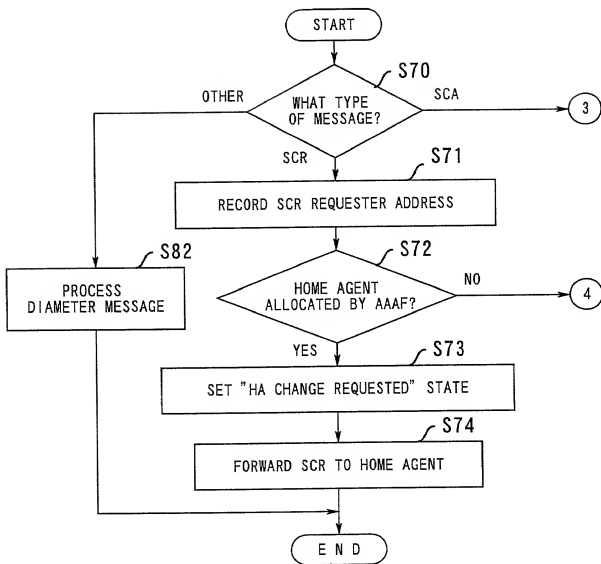 START
S70
OTHER
WHAT TYPE
OF MESSAGE?
SCA
3
SCR
S71
RECORD SCR REQUESTER ADDRESS
S72
S82
HOME AGENT
ALLOCATED BY AAAF?
NO
4
PROCESS
DIAMETER MESSAGE
YES
S73
SET "HA CHANGE REQUESTED" STATE
S74
FORWARD SCR TO HOME AGENT
END